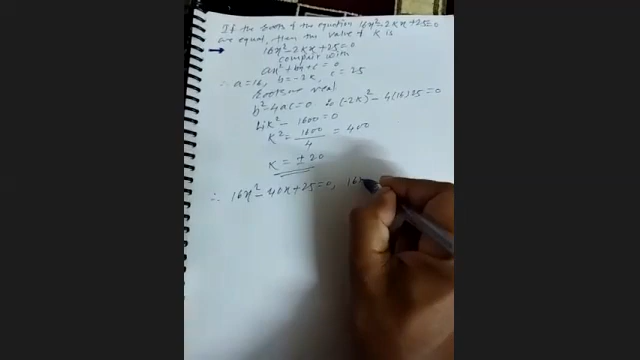 If the roots of the equation 16x² - 2Kx + 25 = 0
are equal, then the value of K is
16x² - 2Kx + 25 = 0
compair with
ax² + bx + c = 0
∴ a = 16, b = -2K, c = 25
Roots are real
b² - 4ac = 0 (-2K)² - 4(16)25 = 0
4K² - 1600 = 0
K² = 1600/4 = 400
K = ± 20
∴ 16x² - 40x + 25 = 0, 16x